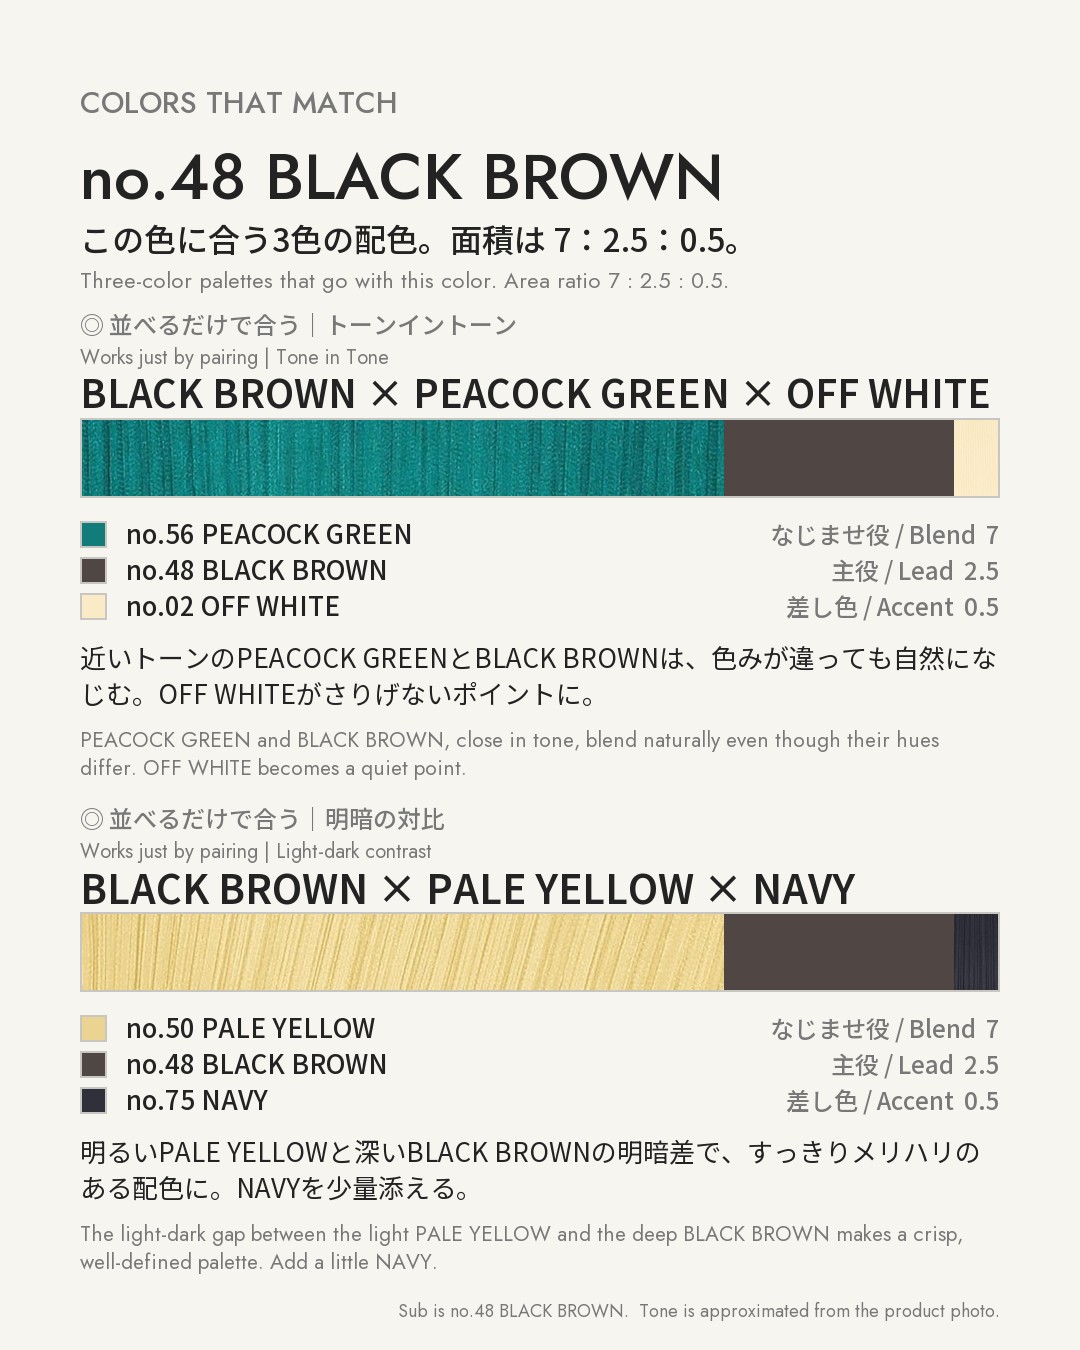 COLORS THAT MATCH
no.48 BLACK BROWN
この色に合う3色の配色。面積は 7：2.5：0.5。
Three-color palettes that go with this color. Area ratio 7 : 2.5 : 0.5.
◎ 並べるだけで合う｜トーンイントーン
Works just by pairing | Tone in Tone
BLACK BROWN × PEACOCK GREEN × OFF WHITE
no.56 PEACOCK GREEN なじませ役 / Blend 7
no.48 BLACK BROWN 主役 / Lead 2.5
no.02 OFF WHITE 差し色 / Accent 0.5
近いトーンのPEACOCK GREENとBLACK BROWNは、色みが違っても自然にな
じむ。OFF WHITEがさりげないポイントに。
PEACOCK GREEN and BLACK BROWN, close in tone, blend naturally even though their hues
differ. OFF WHITE becomes a quiet point.
◎ 並べるだけで合う｜明暗の対比
Works just by pairing | Light-dark contrast
BLACK BROWN × PALE YELLOW × NAVY
no.50 PALE YELLOW なじませ役 / Blend 7
no.48 BLACK BROWN 主役 / Lead 2.5
no.75 NAVY 差し色 / Accent 0.5
明るいPALE YELLOWと深いBLACK BROWNの明暗差で、すっきりメリハリの
ある配色に。NAVYを少量添える。
The light-dark gap between the light PALE YELLOW and the deep BLACK BROWN makes a crisp,
well-defined palette. Add a little NAVY.
Sub is no.48 BLACK BROWN. Tone is approximated from the product photo.